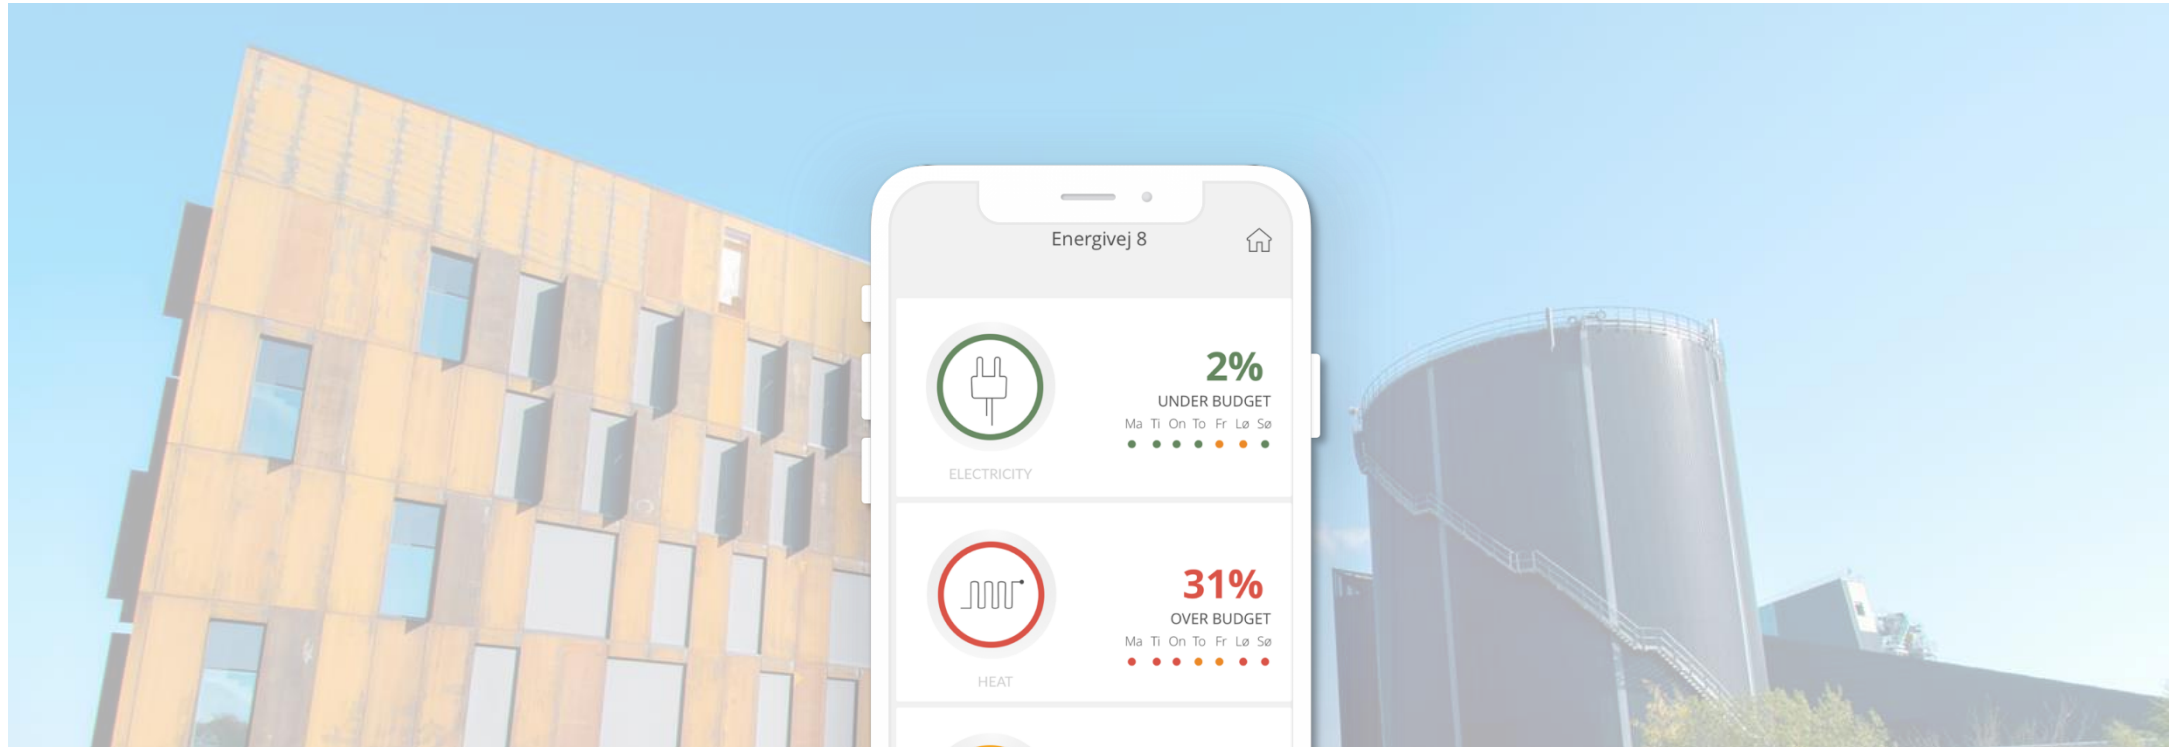 Energivej 8
2%
UNDER BUDGET
Ma Ti On To Fr Lø Sø
ELECTRICITY
31%
OVER BUDGET
Ma Ti On To Fr Lø Sø
HEAT